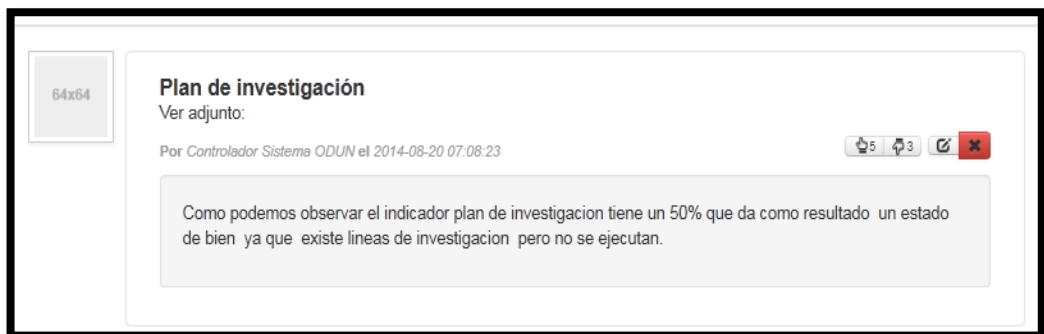 64x64
Plan de investigación
Ver adjunto:
Por Controlador Sistema ODUN el 2014-08-20 07:08:23
5 3
Como podemos observar el indicador plan de investigacion tiene un 50% que da como resultado un estado
de bien ya que existe lineas de investigacion pero no se ejecutan.